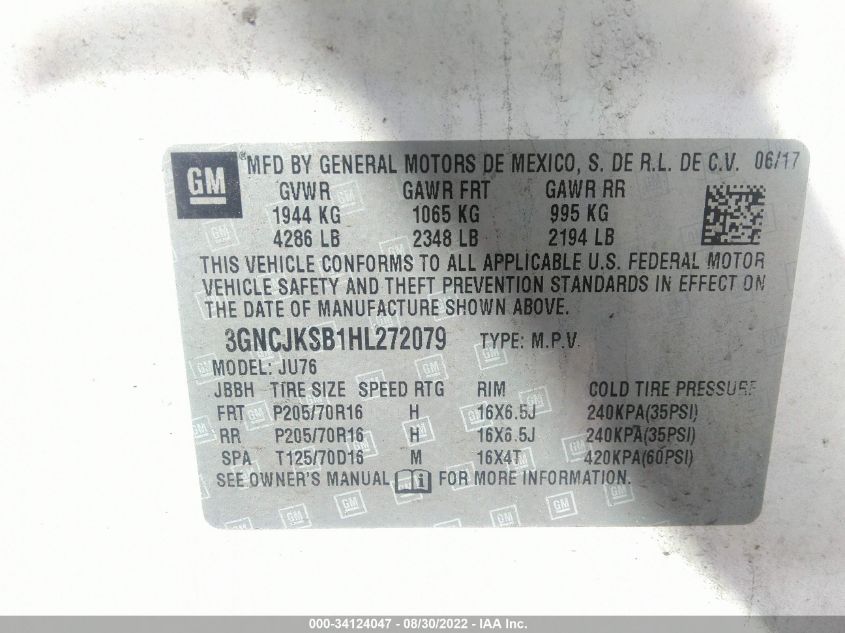 GM ® MFD BY GENERAL MOTORS DE MEXICO, S. DE R.L. DE C.V. 06/17
GVWR GAWR FRT GAWR RR
1944 KG 1065 KG 995 KG
4286 LB 2348 LB 2194 LB
THIS VEHICLE CONFORMS TO ALL APPLICABLE U.S. FEDERAL MOTOR
VEHICLE SAFETY AND THEFT PREVENTION STANDARDS IN EFFECT ON
THE DATE OF MANUFACTURE SHOWN ABOVE.
3GNCJKSB1HL272079 TYPE: M.P.V.
MODEL: JU76
JBBH TIRE SIZE SPEED RTG RIM COLD TIRE PRESSURE
FRT P205/70R16 H 16X6.5J 240KPA(35PSI)
RR P205/70R16 H 16X6.5J 240KPA(35PSI)
SPA T125/70D16 M 16X4T 420KPA(60PSI)
SEE OWNER'S MANUAL FOR MORE INFORMATION.
000-34124047 - 08/30/2022 - IAA Inc.